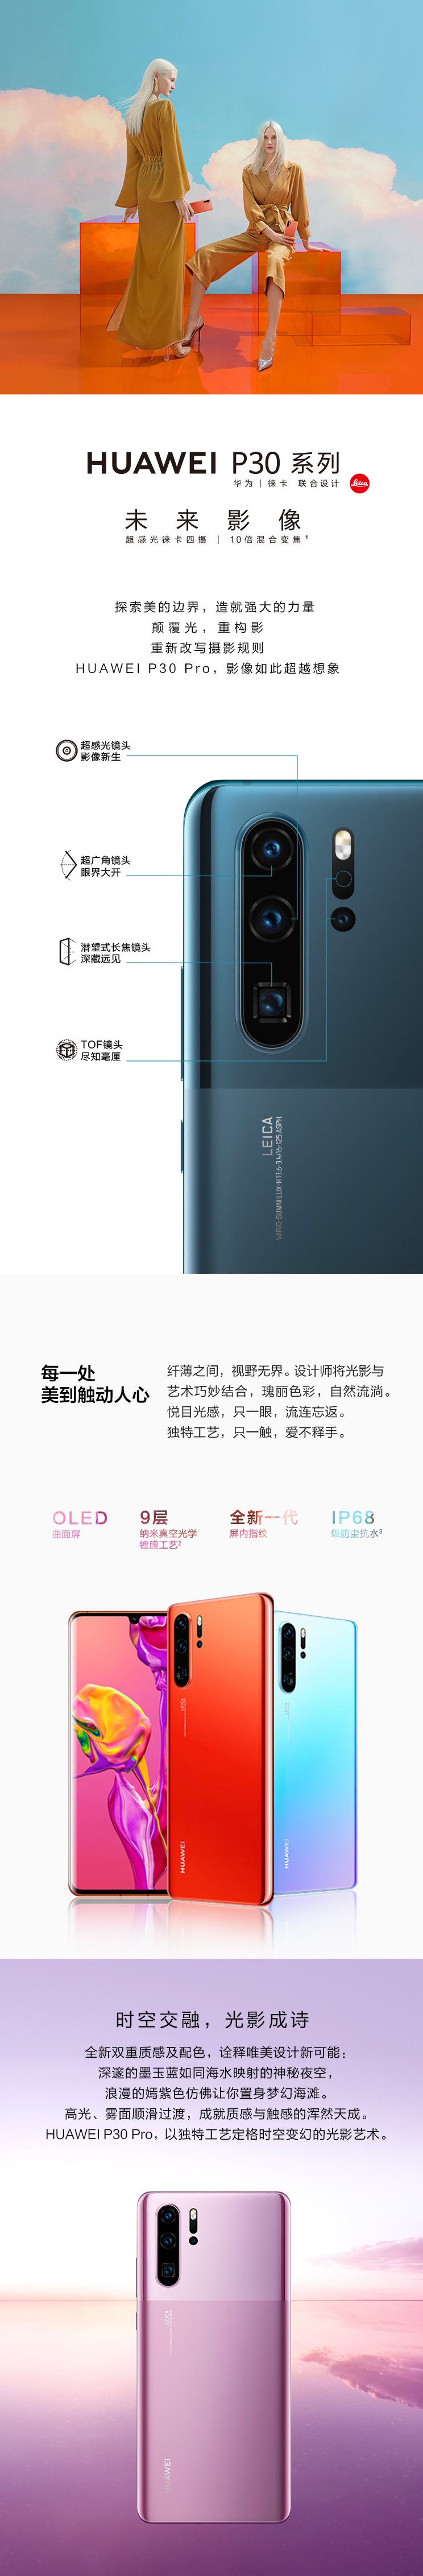 HUAWEI P30 系列
华为 | 徕卡 联合设计
Leica
未来影像
超感光徕卡四摄 | 10倍混合变焦1
探索美的边界，造就强大的力量
颠覆光，重构影
重新改写摄影规则
HUAWEI P30 Pro，影像如此超越想象
超感光镜头
影像新生
超广角镜头
眼界大开
潜望式长焦镜头
深藏远见
TOF镜头
尽知毫厘
LEICA
VARIO-SUMMILUX-H 1:1.6-3.4/16-125 ASPH
每一处
美到触动人心
纤薄之间，视野无界。设计师将光影与
艺术巧妙结合，瑰丽色彩，自然流淌。
悦目光感，只一眼，流连忘返。
独特工艺，只一触，爱不释手。
OLED
曲面屏
9层
纳米真空光学
镀膜工艺2
全新一代
屏内指纹
IP68
级防尘抗水3
LEICA
HUAWEI
LEICA
HUAWEI
时空交融，光影成诗
全新双重质感及配色，诠释唯美设计新可能；
深邃的墨玉蓝如同海水映射的神秘夜空，
浪漫的嫣紫色仿佛让你置身梦幻海滩。
高光、雾面顺滑过渡，成就质感与触感的浑然天成。
HUAWEI P30 Pro，以独特工艺定格时空变幻的光影艺术。
LEICA
HUAWEI